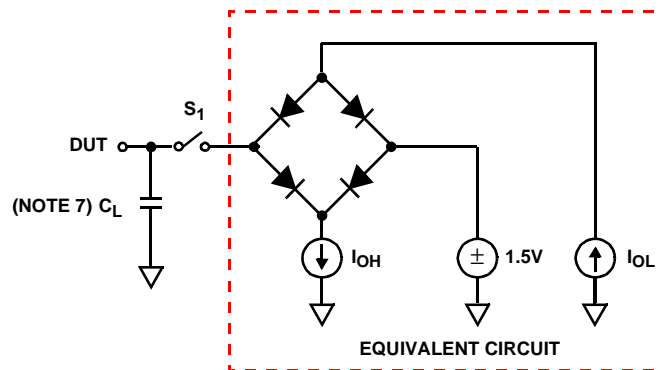 S1
DUT
(NOTE 7) CL
IOH
± 1.5V
IOL
EQUIVALENT CIRCUIT